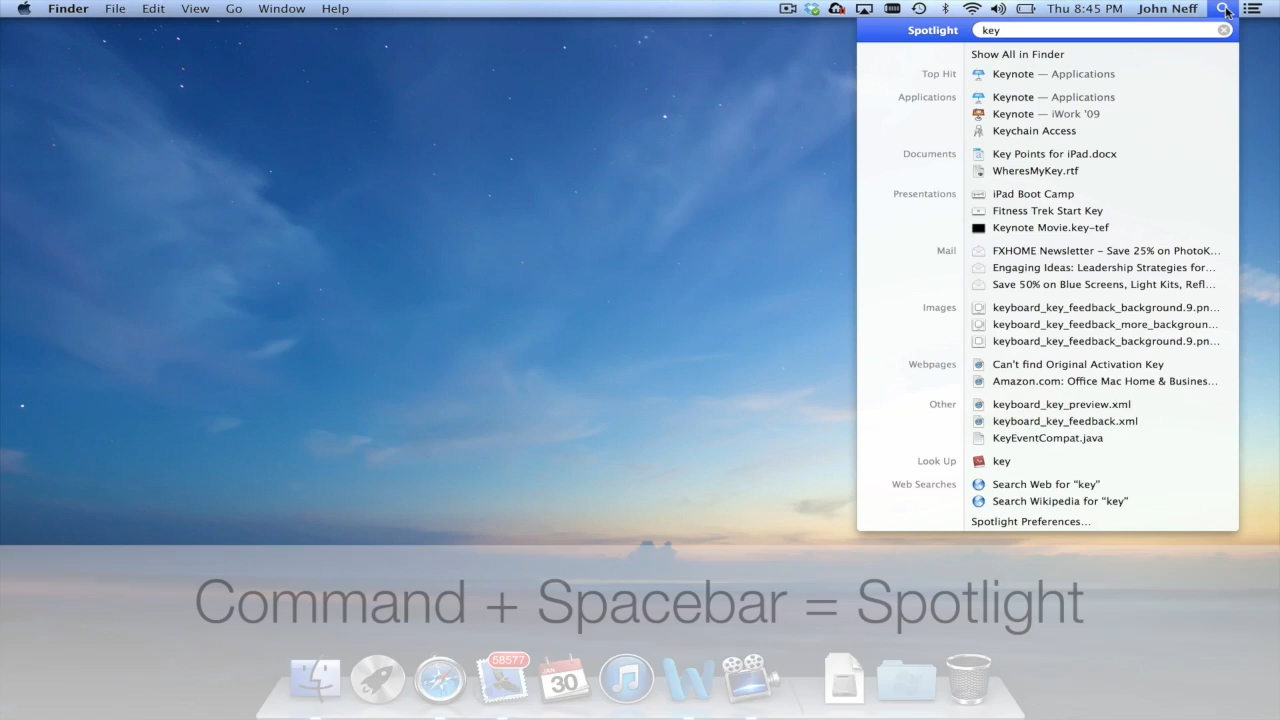 Finder File Edit View Go Window Help Thu 8:45 PM John Neff
Spotlight key
Show All in Finder
Top Hit Keynote — Applications
Applications Keynote — Applications
Keynote — iWork '09
Keychain Access
Documents Key Points for iPad.docx
WheresMyKey.rtf
Presentations iPad Boot Camp
Fitness Trek Start Key
Keynote Movie.key-tef
Mail FXHOME Newsletter – Save 25% on PhotoK...
Engaging Ideas: Leadership Strategies for...
Save 50% on Blue Screens, Light Kits, Refl...
Images keyboard_key_feedback_background.9.pn...
keyboard_key_feedback_more_backgroun...
keyboard_key_feedback_background.9.pn...
Webpages Can't find Original Activation Key
Amazon.com: Office Mac Home & Busines...
Other keyboard_key_preview.xml
keyboard_key_feedback.xml
KeyEventCompat.java
Look Up key
Web Searches Search Web for "key"
Search Wikipedia for "key"
Spotlight Preferences...
Command + Spacebar = Spotlight
58577
JAN
30